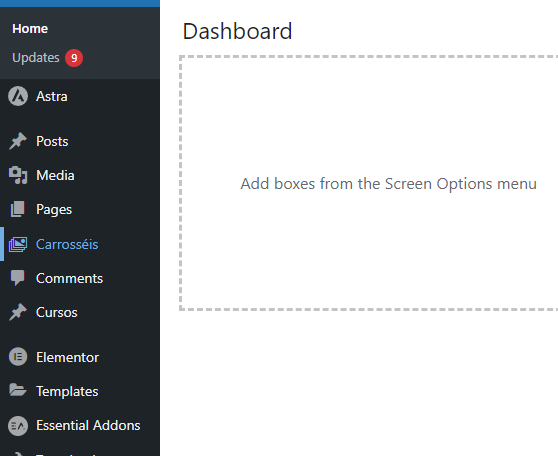 Home
Updates 9
Astra
Posts
Media
Pages
Carrosséis
Comments
Cursos
Elementor
Templates
Essential Addons
Dashboard
Add boxes from the Screen Options menu